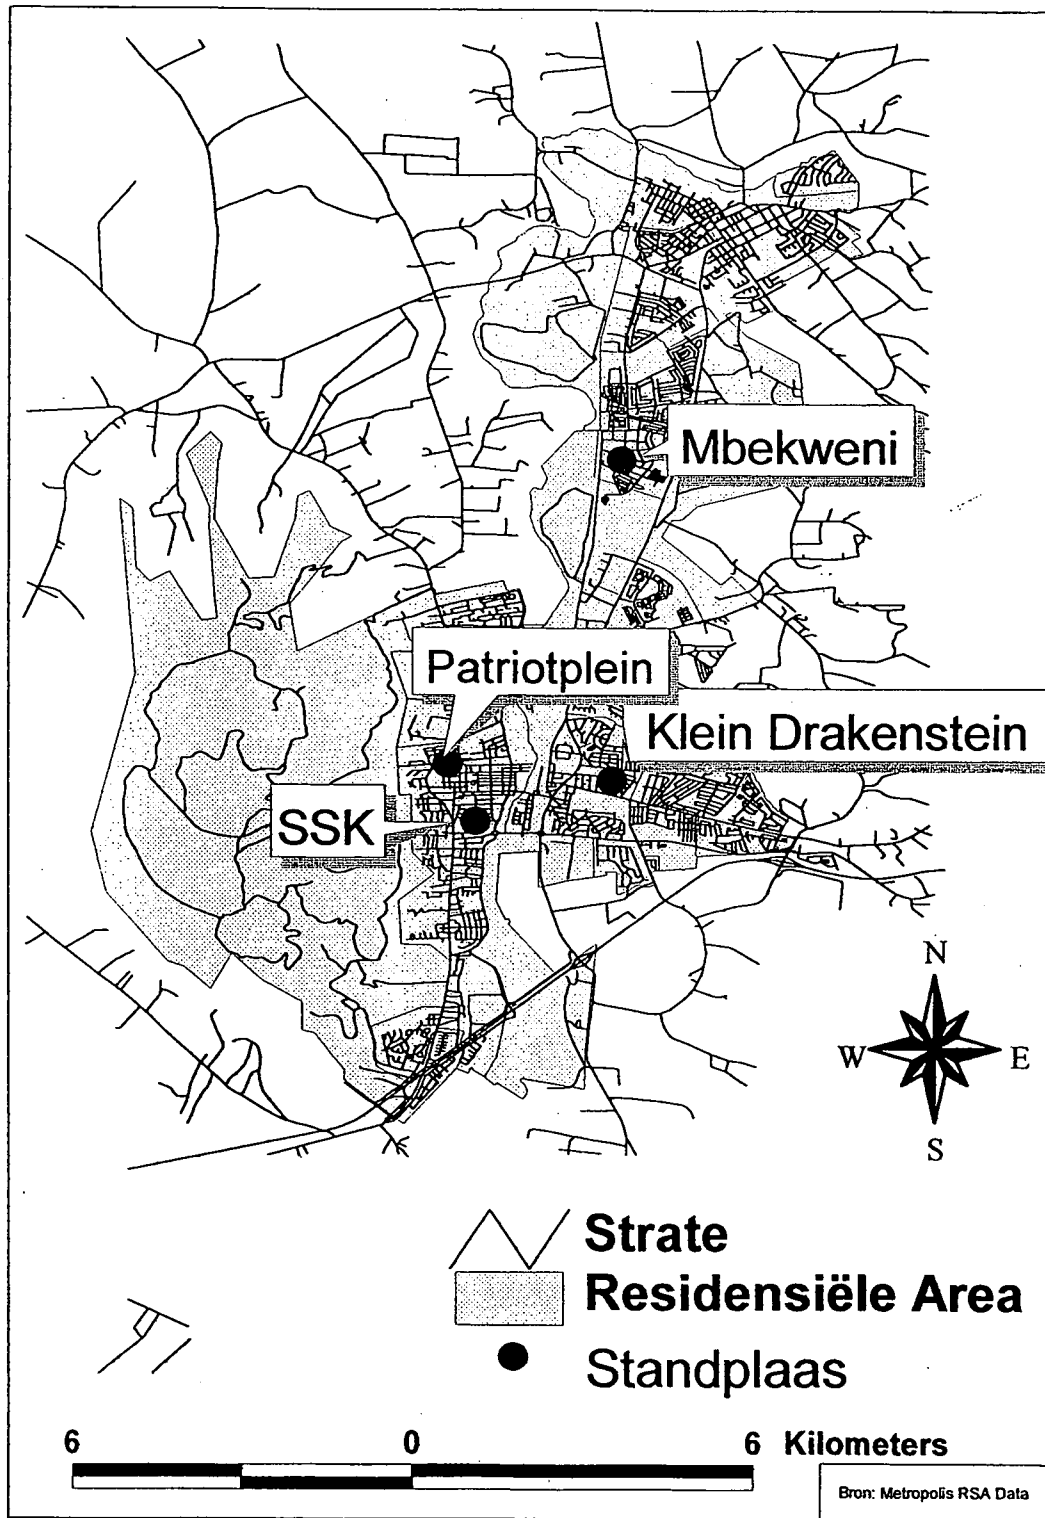 Mbekweni
Patriotplein
Klein Drakenstein
SSK
N
W E
S
Strate
Residensiële Area
Standplaas
6 0 6 Kilometers
Bron: Metropolis RSA Data